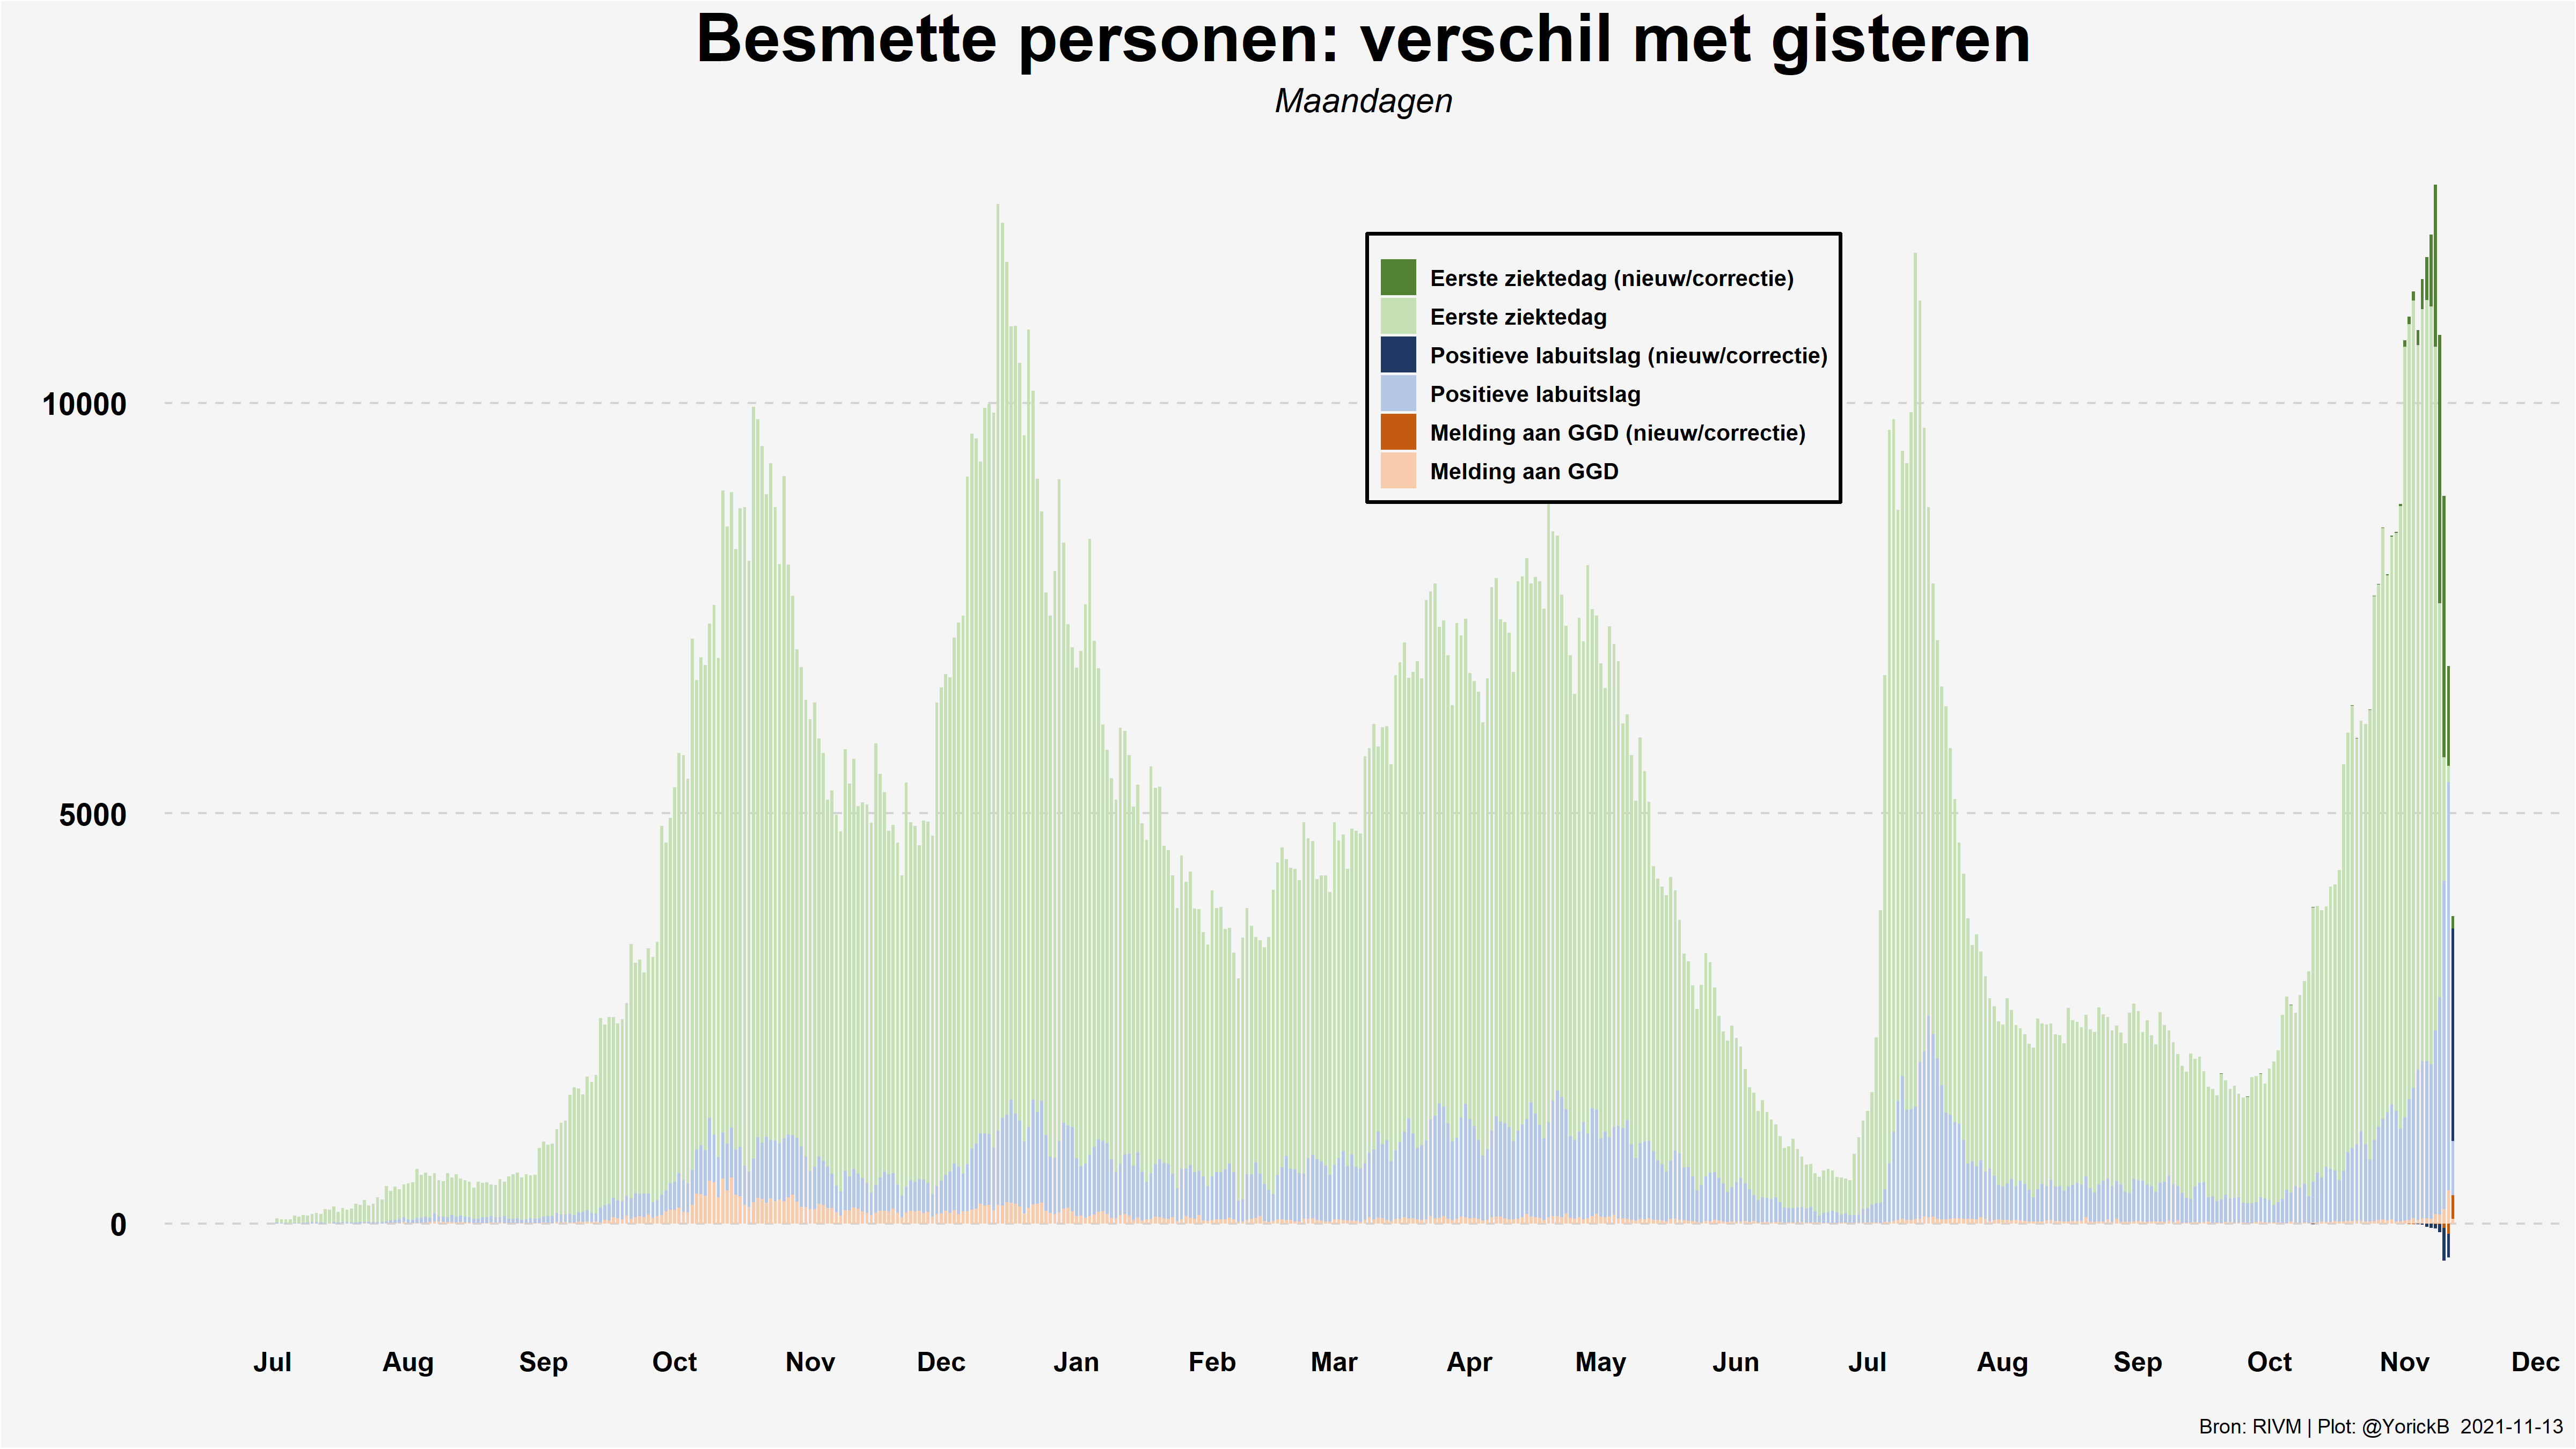 Besmette personen: verschil met gisteren
Maandagen
Eerste ziektedag (nieuw/correctie)
Eerste ziektedag
Positieve labuitslag (nieuw/correctie)
Positieve labuitslag
Melding aan GGD (nieuw/correctie)
Melding aan GGD
10000
5000
0
Jul Aug Sep Oct Nov Dec Jan Feb Mar Apr May Jun Jul Aug Sep Oct Nov Dec
Bron: RIVM | Plot: @YorickB 2021-11-13